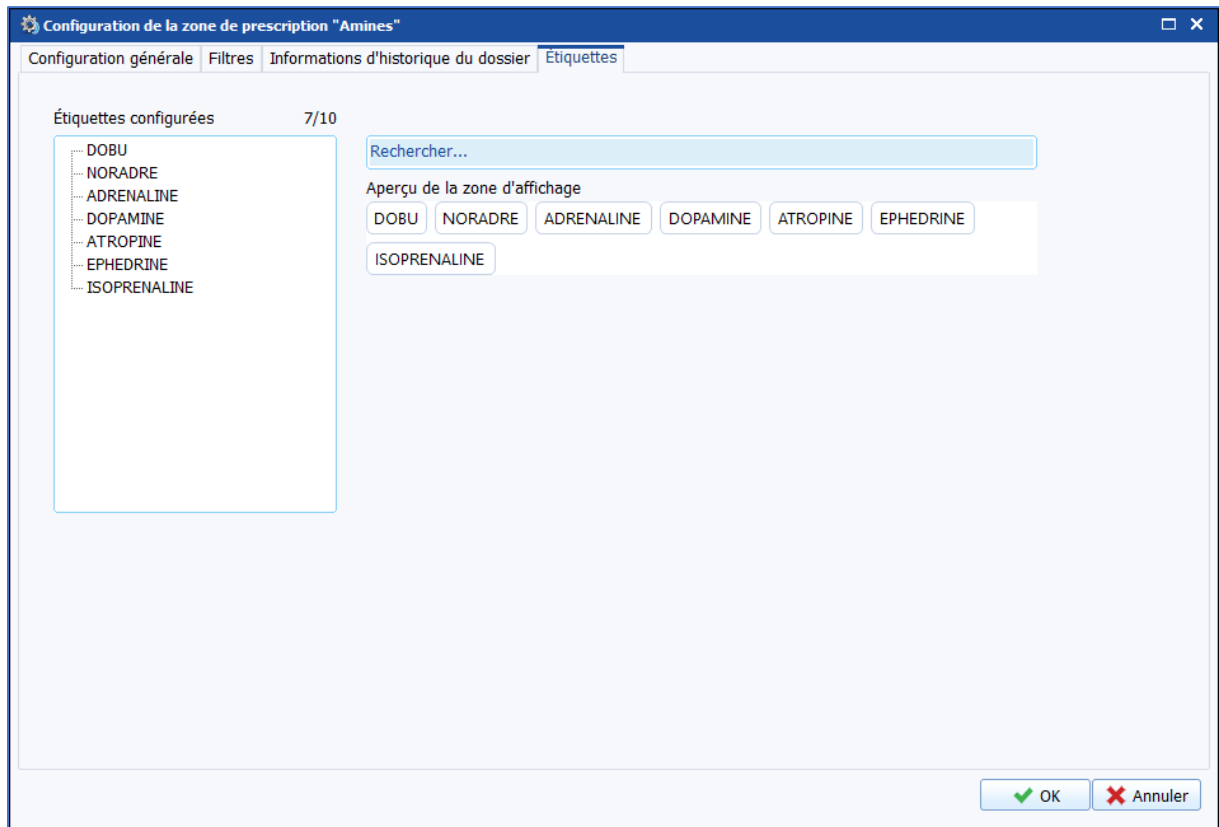 Configuration de la zone de prescription "Amines"
Configuration générale Filtres Informations d'historique du dossier Étiquettes
Étiquettes configurées 7/10
DOBU
NORADRE
ADRENALINE
DOPAMINE
ATROPINE
EPHEDRINE
ISOPRENALINE
Rechercher...
Aperçu de la zone d'affichage
DOBU NORADRE ADRENALINE DOPAMINE ATROPINE EPHEDRINE
ISOPRENALINE
OK Annuler